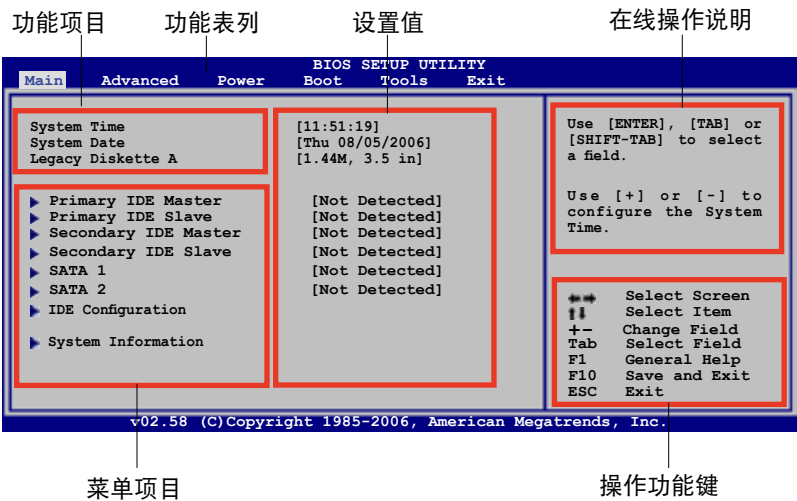 功能项目 功能表列 设置值 在线操作说明
BIOS SETUP UTILITY
Main Advanced Power Boot Tools Exit
System Time [11:51:19]
System Date [Thu 08/05/2006]
Legacy Diskette A [1.44M, 3.5 in]
Primary IDE Master [Not Detected]
Primary IDE Slave [Not Detected]
Secondary IDE Master [Not Detected]
Secondary IDE Slave [Not Detected]
SATA 1 [Not Detected]
SATA 2 [Not Detected]
IDE Configuration
System Information
Use [ENTER], [TAB] or
[SHIFT-TAB] to select
a field.
Use [+] or [-] to
configure the System
Time.
Select Screen
Select Item
+- Change Field
Tab Select Field
F1 General Help
F10 Save and Exit
ESC Exit
v02.58 (C)Copyright 1985-2006, American Megatrends, Inc.
菜单项目 操作功能键